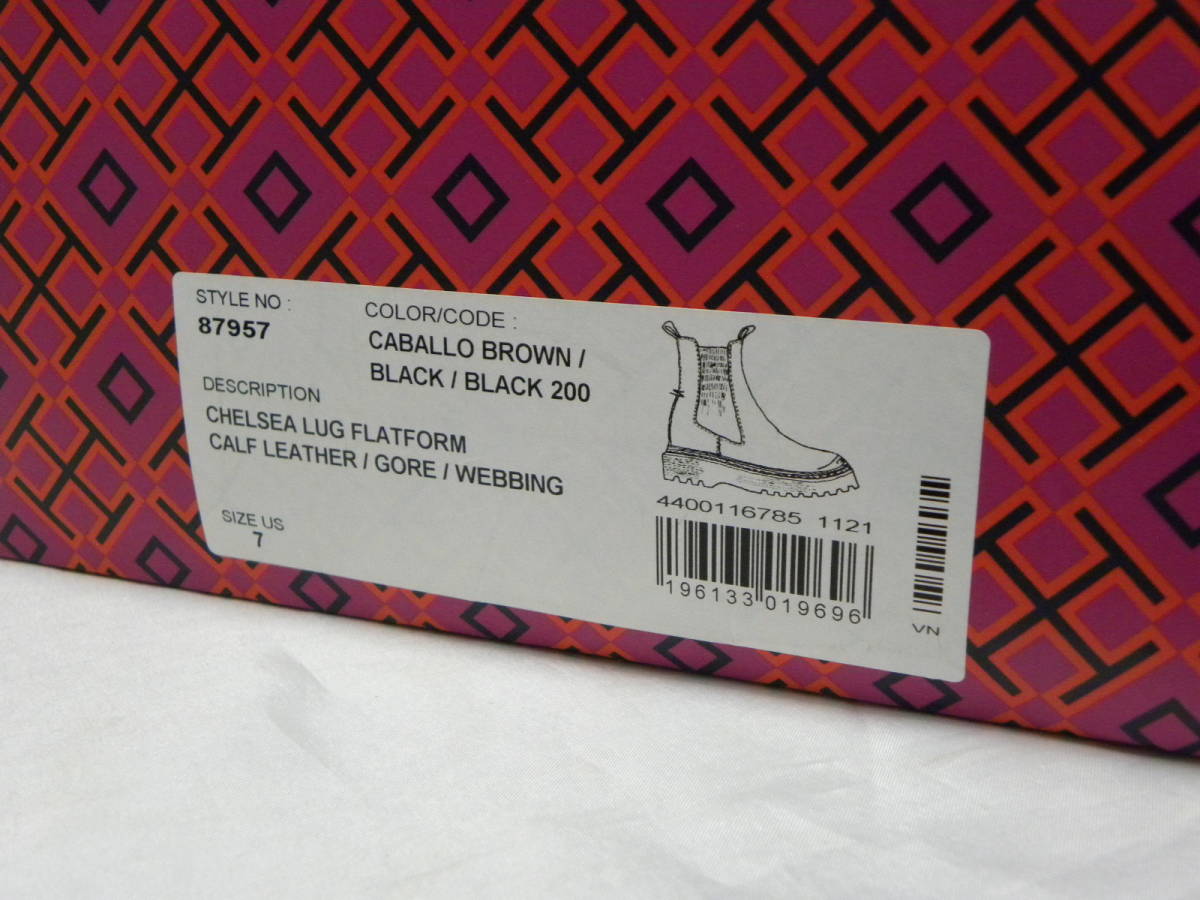 STYLE NO :
87957
COLOR/CODE :
CABALLO BROWN /
BLACK / BLACK 200
DESCRIPTION
CHELSEA LUG FLATFORM
CALF LEATHER / GORE / WEBBING
SIZE US
7
4400116785 1121
196133 019696
VN